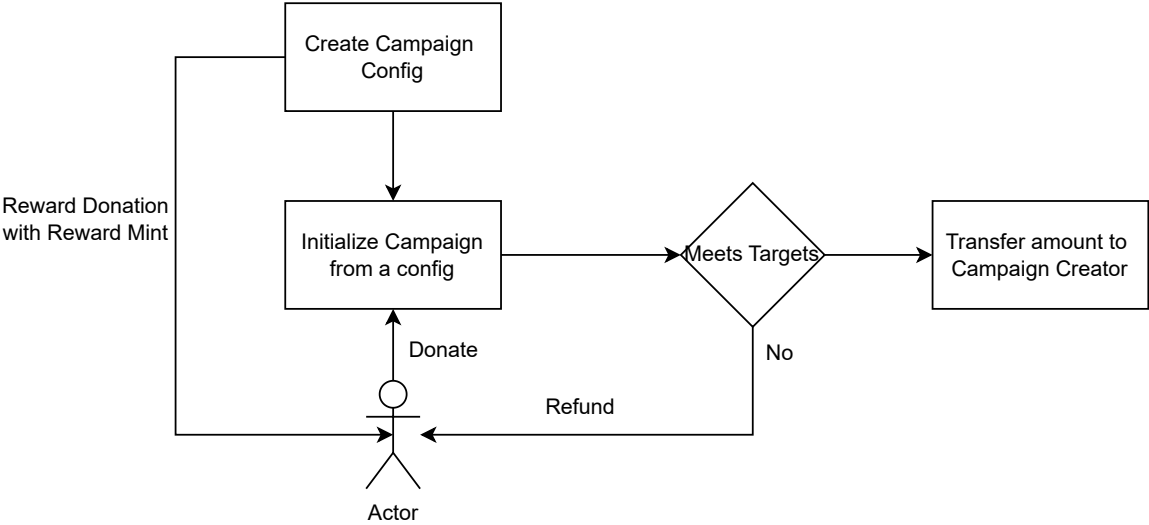 Create Campaign
Config
Reward Donation
with Reward Mint
Initialize Campaign
from a config
Meets Targets
Transfer amount to
Campaign Creator
Donate
No
Refund
Actor